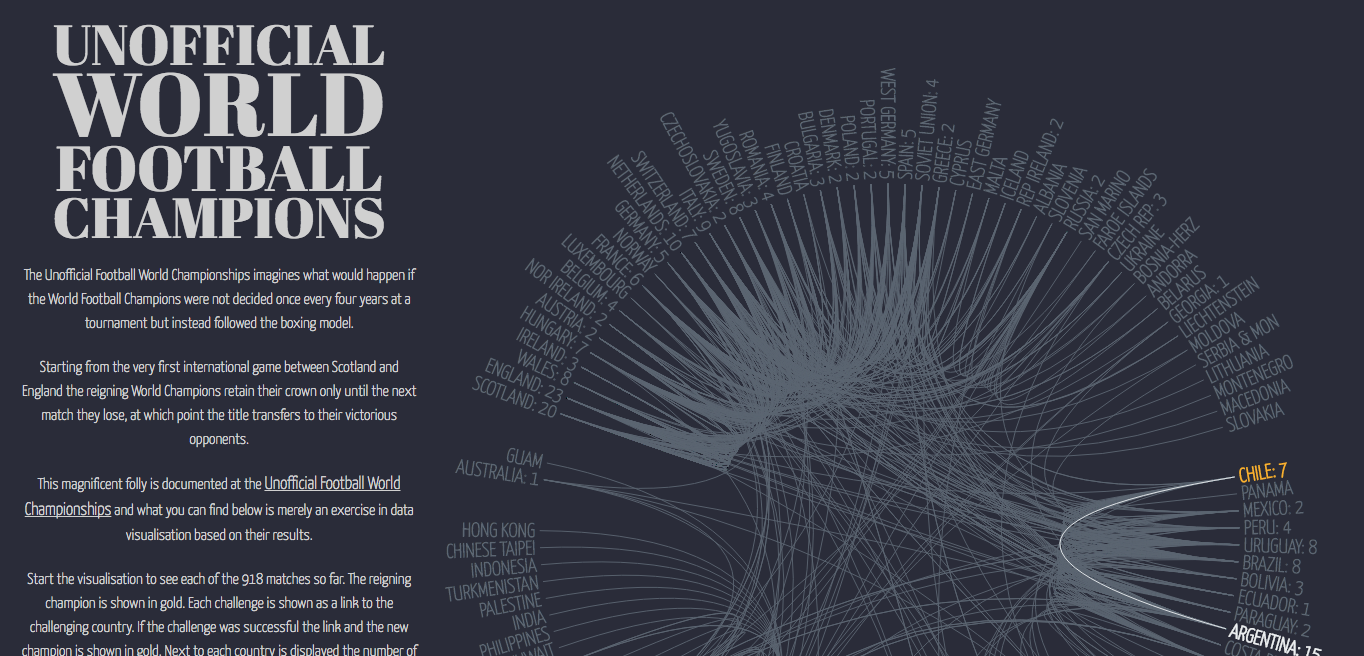 UNOFFICIAL
WORLD
FOOTBALL
CHAMPIONS
The Unofficial Football World Championships imagines what would happen if
the World Football Champions were not decided once every four years at a
tournament but instead followed the boxing model.
Starting from the very first international game between Scotland and
England the reigning World Champions retain their crown only until the next
match they lose, at which point the title transfers to their victorious
opponents.
This magnificent folly is documented at the Unofficial Football World
Championships and what you can find below is merely an exercise in data
visualisation based on their results.
Start the visualisation to see each of the 918 matches so far. The reigning
champion is shown in gold. Each challenge is shown as a link to the
challenging country. If the challenge was successful the link and the new
champion is shown in gold. Next to each country is displayed the number of
PHILIPPINES
INDIA
PALESTINE
TURKMENISTAN
INDONESIA
CHINESE TAIPEI
HONG KONG
AUSTRALIA: 1
GUAM
SCOTLAND: 20
ENGLAND: 23
WALES: 8
IRELAND: 3
HUNGARY: 7
AUSTRIA: 2
NOR IRELAND: 2
BELGIUM: 4
LUXEMBOURG
FRANCE: 6
NORWAY
GERMANY: 5
NETHERLANDS: 10
SWITZERLAND: 7
ITALY: 9
CZECHOSLOVAKIA: 2
SWEDEN: 8
YUGOSLAVIA: 3
ROMANIA: 4
FINLAND
CROATIA
BULGARIA: 3
DENMARK: 2
POLAND: 2
PORTUGAL: 2
WEST GERMANY: 5
SPAIN: 5
SOVIET UNION: 4
GREECE: 2
CYPRUS
EAST GERMANY
MALTA
ICELAND
REP IRELAND: 2
ALBANIA
SLOVENIA
RUSSIA: 2
SAN MARINO
FAROE ISLANDS
CZECH REP: 3
UKRAINE
BOSNIA-HERZ
ANDORRA
BELARUS
GEORGIA: 1
LIECHTENSTEIN
MOLDOVA
SERBIA & MON
LITHUANIA
MONTENEGRO
MACEDONIA
SLOVAKIA
CHILE: 7
PANAMA
MEXICO: 2
PERU: 4
URUGUAY: 8
BRAZIL: 8
BOLIVIA: 3
ECUADOR: 1
PARAGUAY: 2
ARGENTINA: 15